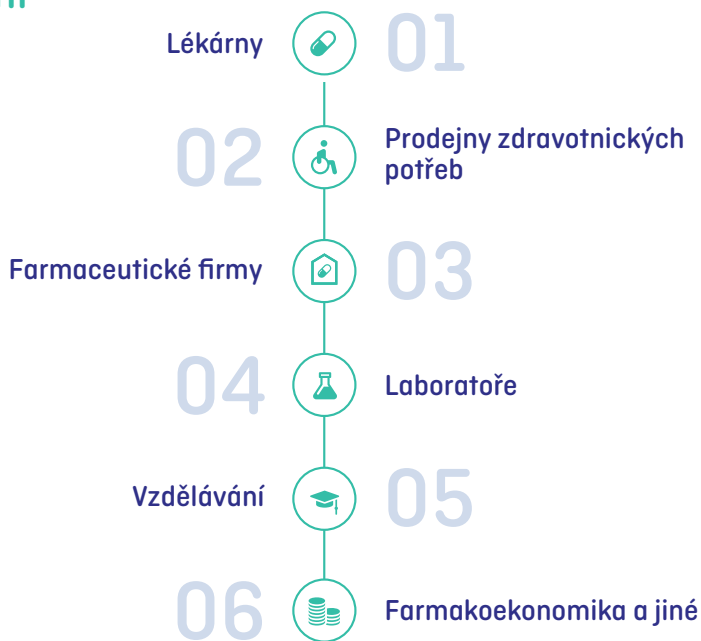 Lékárny
01
02
Prodejny zdravotnických
potřeb
Farmaceutické firmy
03
04
Laboratoře
Vzdělávání
05
06
Farmakoekonomika a jiné